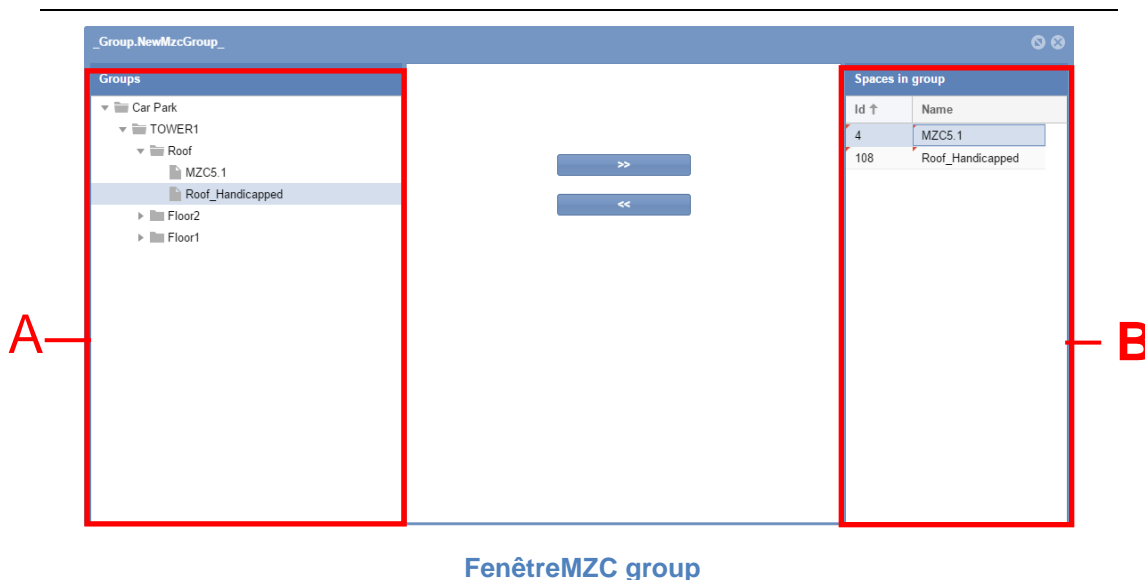 _Group.NewMzcGroup_
Groups
Car Park
TOWER1
Roof
MZC5.1
Roof_Handicapped
Floor2
Floor1
>>
<<
Spaces in group
Id ↑ Name
4 MZC5.1
108 Roof_Handicapped
A
B
FenêtreMZC group